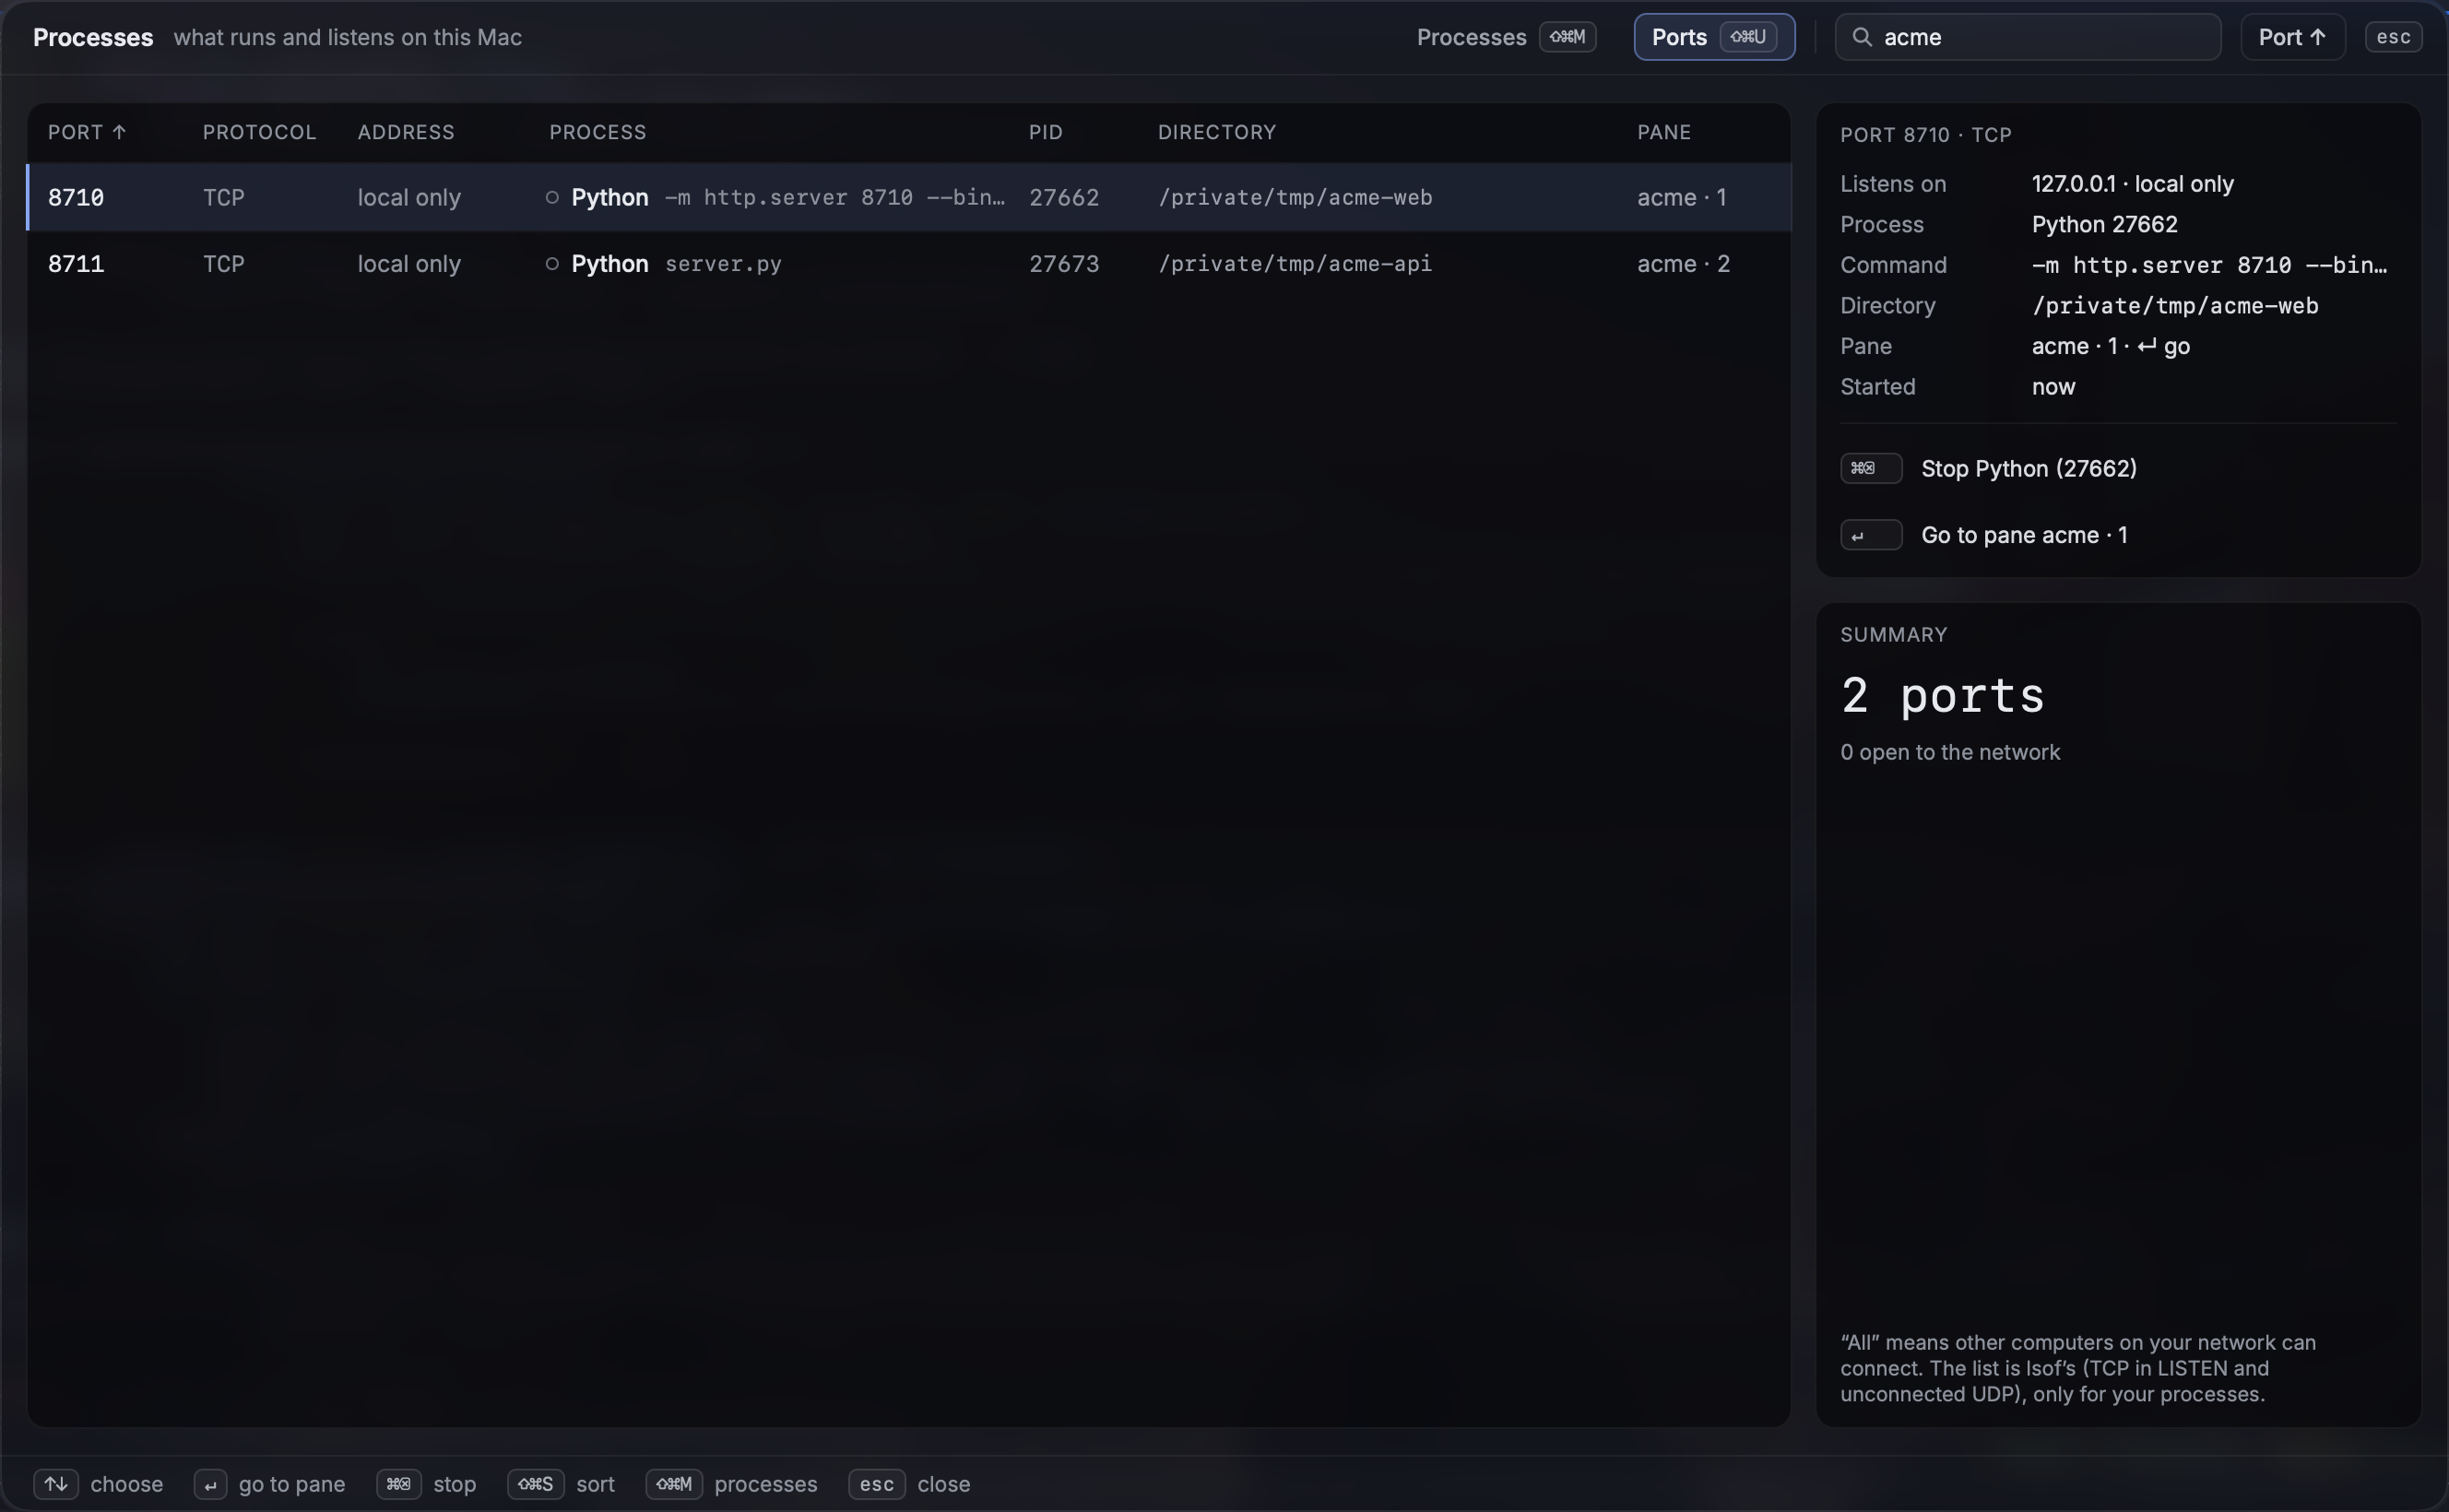 Processes what runs and listens on this Mac Processes ⇧⌘M Ports ⇧⌘U acme Port ↑ esc
PORT ↑ PROTOCOL ADDRESS PROCESS PID DIRECTORY PANE
8710 TCP local only Python -m http.server 8710 --bin… 27662 /private/tmp/acme-web acme · 1
8711 TCP local only Python server.py 27673 /private/tmp/acme-api acme · 2
PORT 8710 · TCP
Listens on 127.0.0.1 · local only
Process Python 27662
Command -m http.server 8710 --bin…
Directory /private/tmp/acme-web
Pane acme · 1 · ↵ go
Started now
⌘⌫ Stop Python (27662)
↵ Go to pane acme · 1
SUMMARY
2 ports
0 open to the network
“All” means other computers on your network can
connect. The list is lsof’s (TCP in LISTEN and
unconnected UDP), only for your processes.
↑↓ choose ↵ go to pane ⌘⌫ stop ⇧⌘S sort ⇧⌘M processes esc close